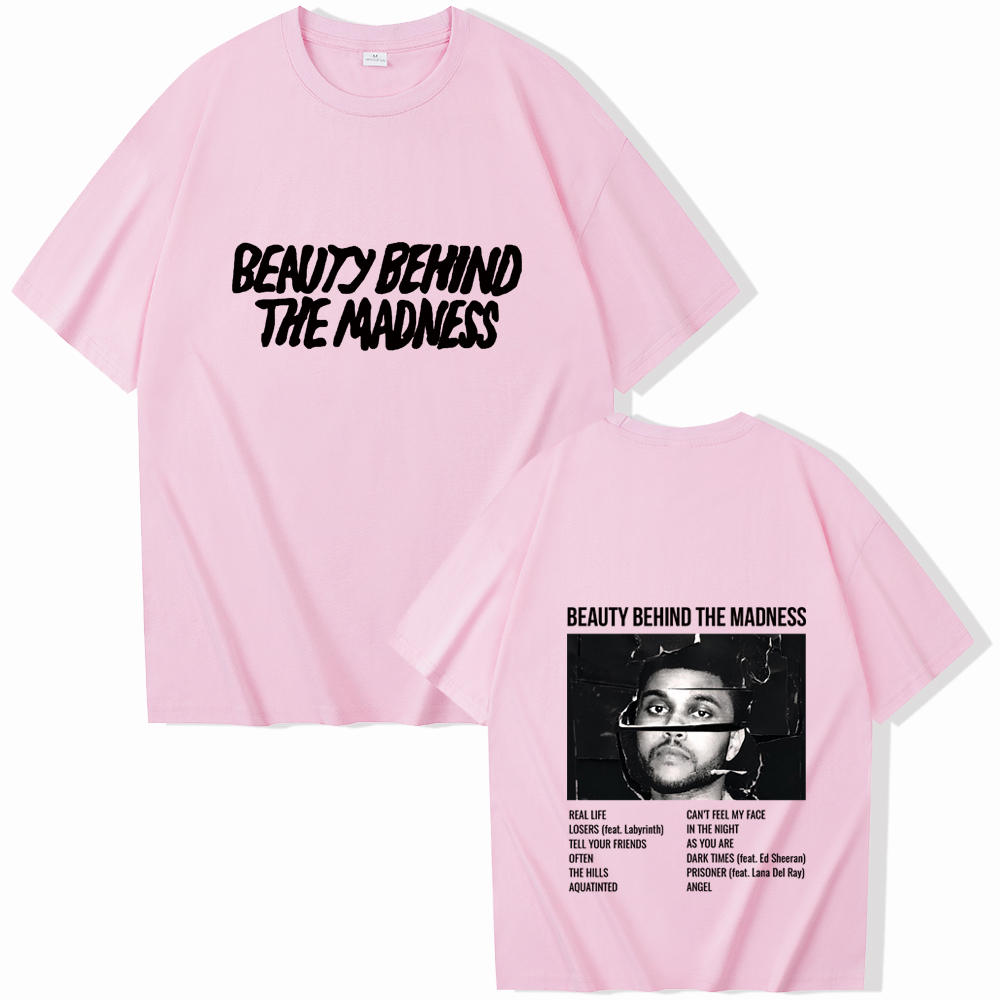 BEAUTY BEHIND
THE MADNESS
BEAUTY BEHIND THE MADNESS
REAL LIFE
LOSERS (feat. Labyrinth)
TELL YOUR FRIENDS
OFTEN
THE HILLS
AQUATINTED
CAN'T FEEL MY FACE
IN THE NIGHT
AS YOU ARE
DARK TIMES (feat. Ed Sheeran)
PRISONER (feat. Lana Del Ray)
ANGEL